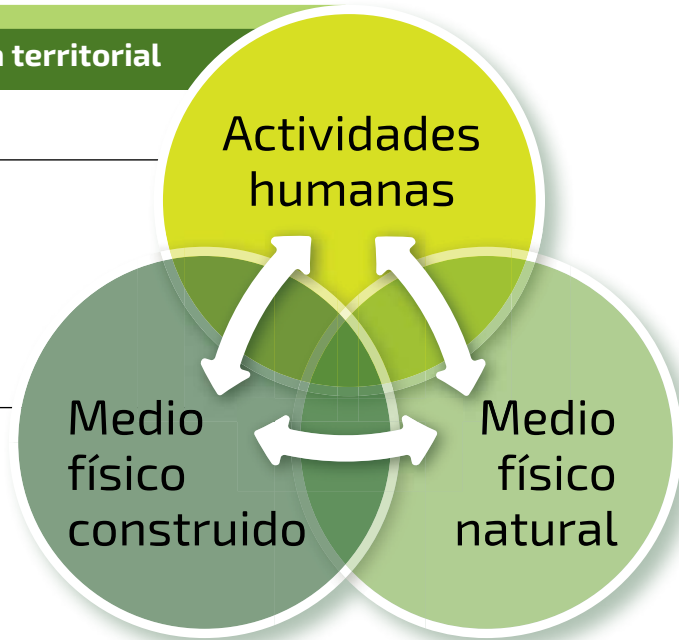 territorial
Actividades
humanas
Medio
físico
construido
Medio
físico
natural